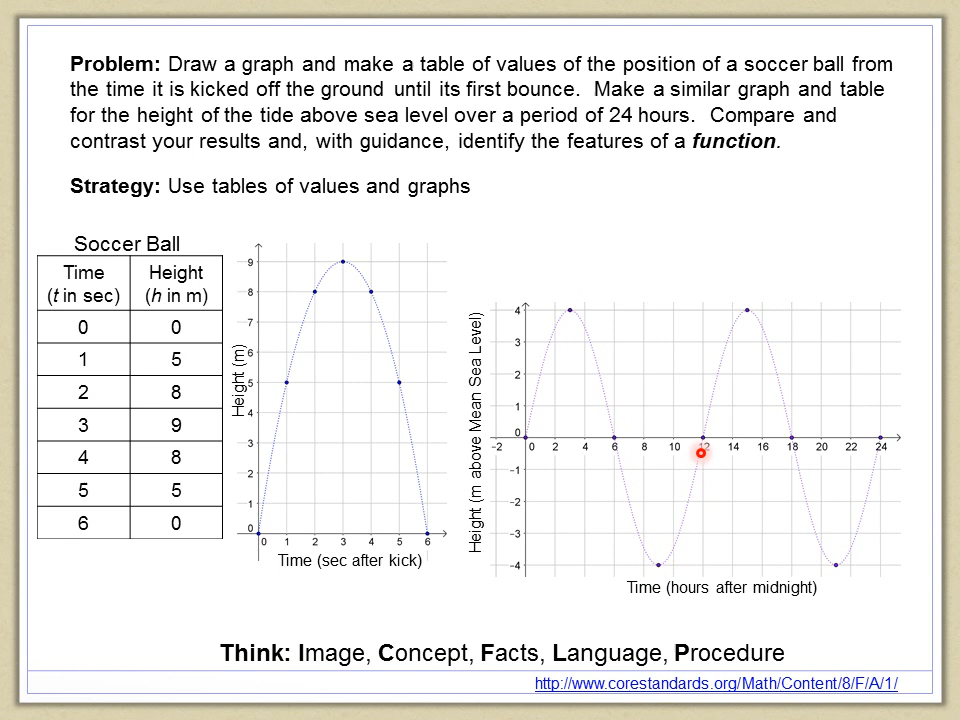 Problem: Draw a graph and make a table of values of the position of a soccer ball from
the time it is kicked off the ground until its first bounce. Make a similar graph and table
for the height of the tide above sea level over a period of 24 hours. Compare and
contrast your results and, with guidance, identify the features of a function.
Strategy: Use tables of values and graphs
Soccer Ball
Time Height
(t in sec) (h in m)
0 0
1 5
2 8
3 9
4 8
5 5
6 0
Height (m)
9
8
7
6
5
4
3
2
1
0
0 1 2 3 4 5 6
Time (sec after kick)
Height (m above Mean Sea Level)
4
3
2
1
0
−2 0 2 4 6 8 10 12 14 16 18 20 22 24
−1
−2
−3
−4
Time (hours after midnight)
Think: Image, Concept, Facts, Language, Procedure
http://www.corestandards.org/Math/Content/8/F/A/1/